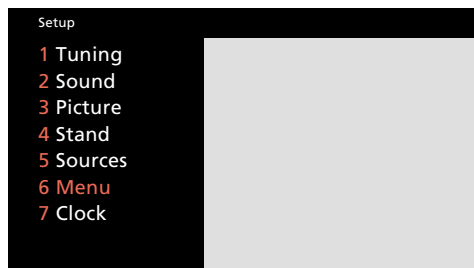 Setup
1 Tuning
2 Sound
3 Picture
4 Stand
5 Sources
6 Menu
7 Clock